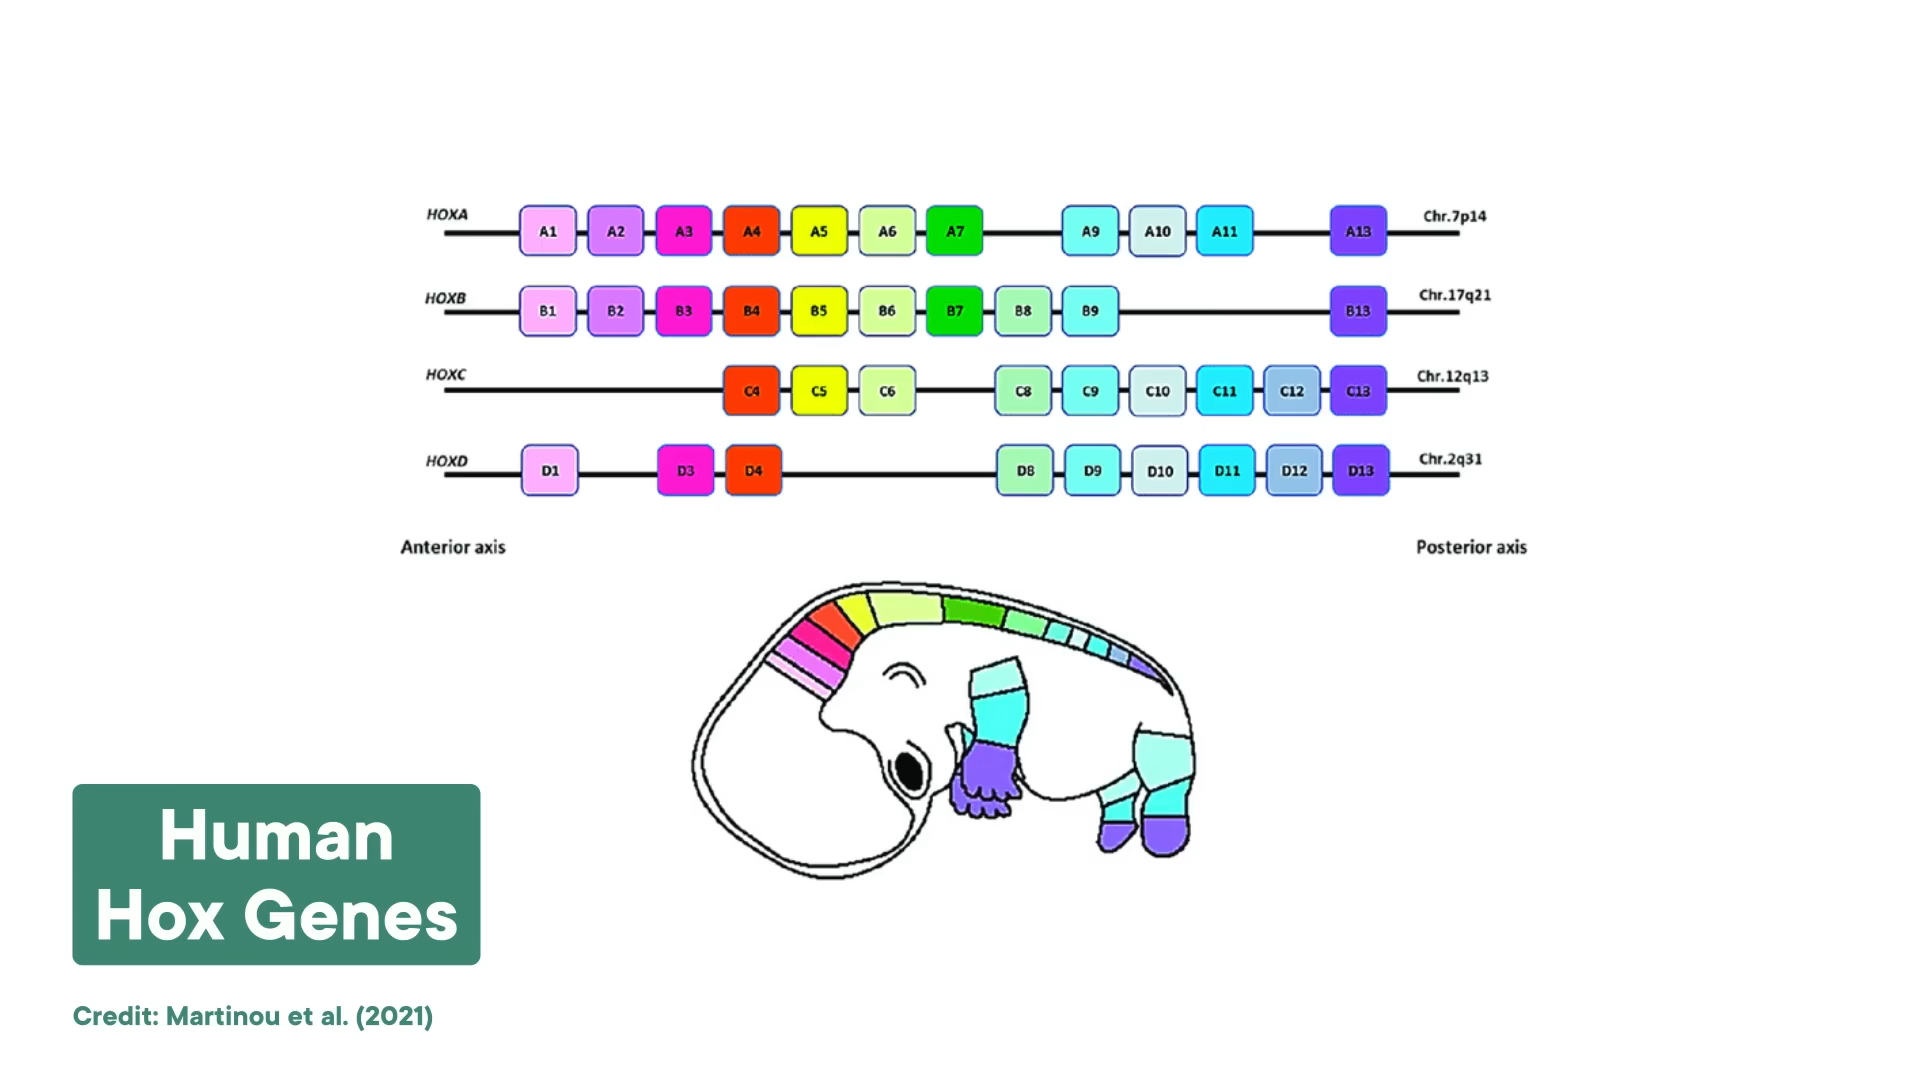 HOXA A1 A2 A3 A4 A5 A6 A7 A9 A10 A11 A13 Chr.7p14
HOXB B1 B2 B3 B4 B5 B6 B7 B8 B9 B13 Chr.17q21
HOXC C4 C5 C6 C8 C9 C10 C11 C12 C13 Chr.12q13
HOXD D1 D3 D4 D8 D9 D10 D11 D12 D13 Chr.2q31
Anterior axis Posterior axis
Human
Hox Genes
Credit: Martinou et al. (2021)